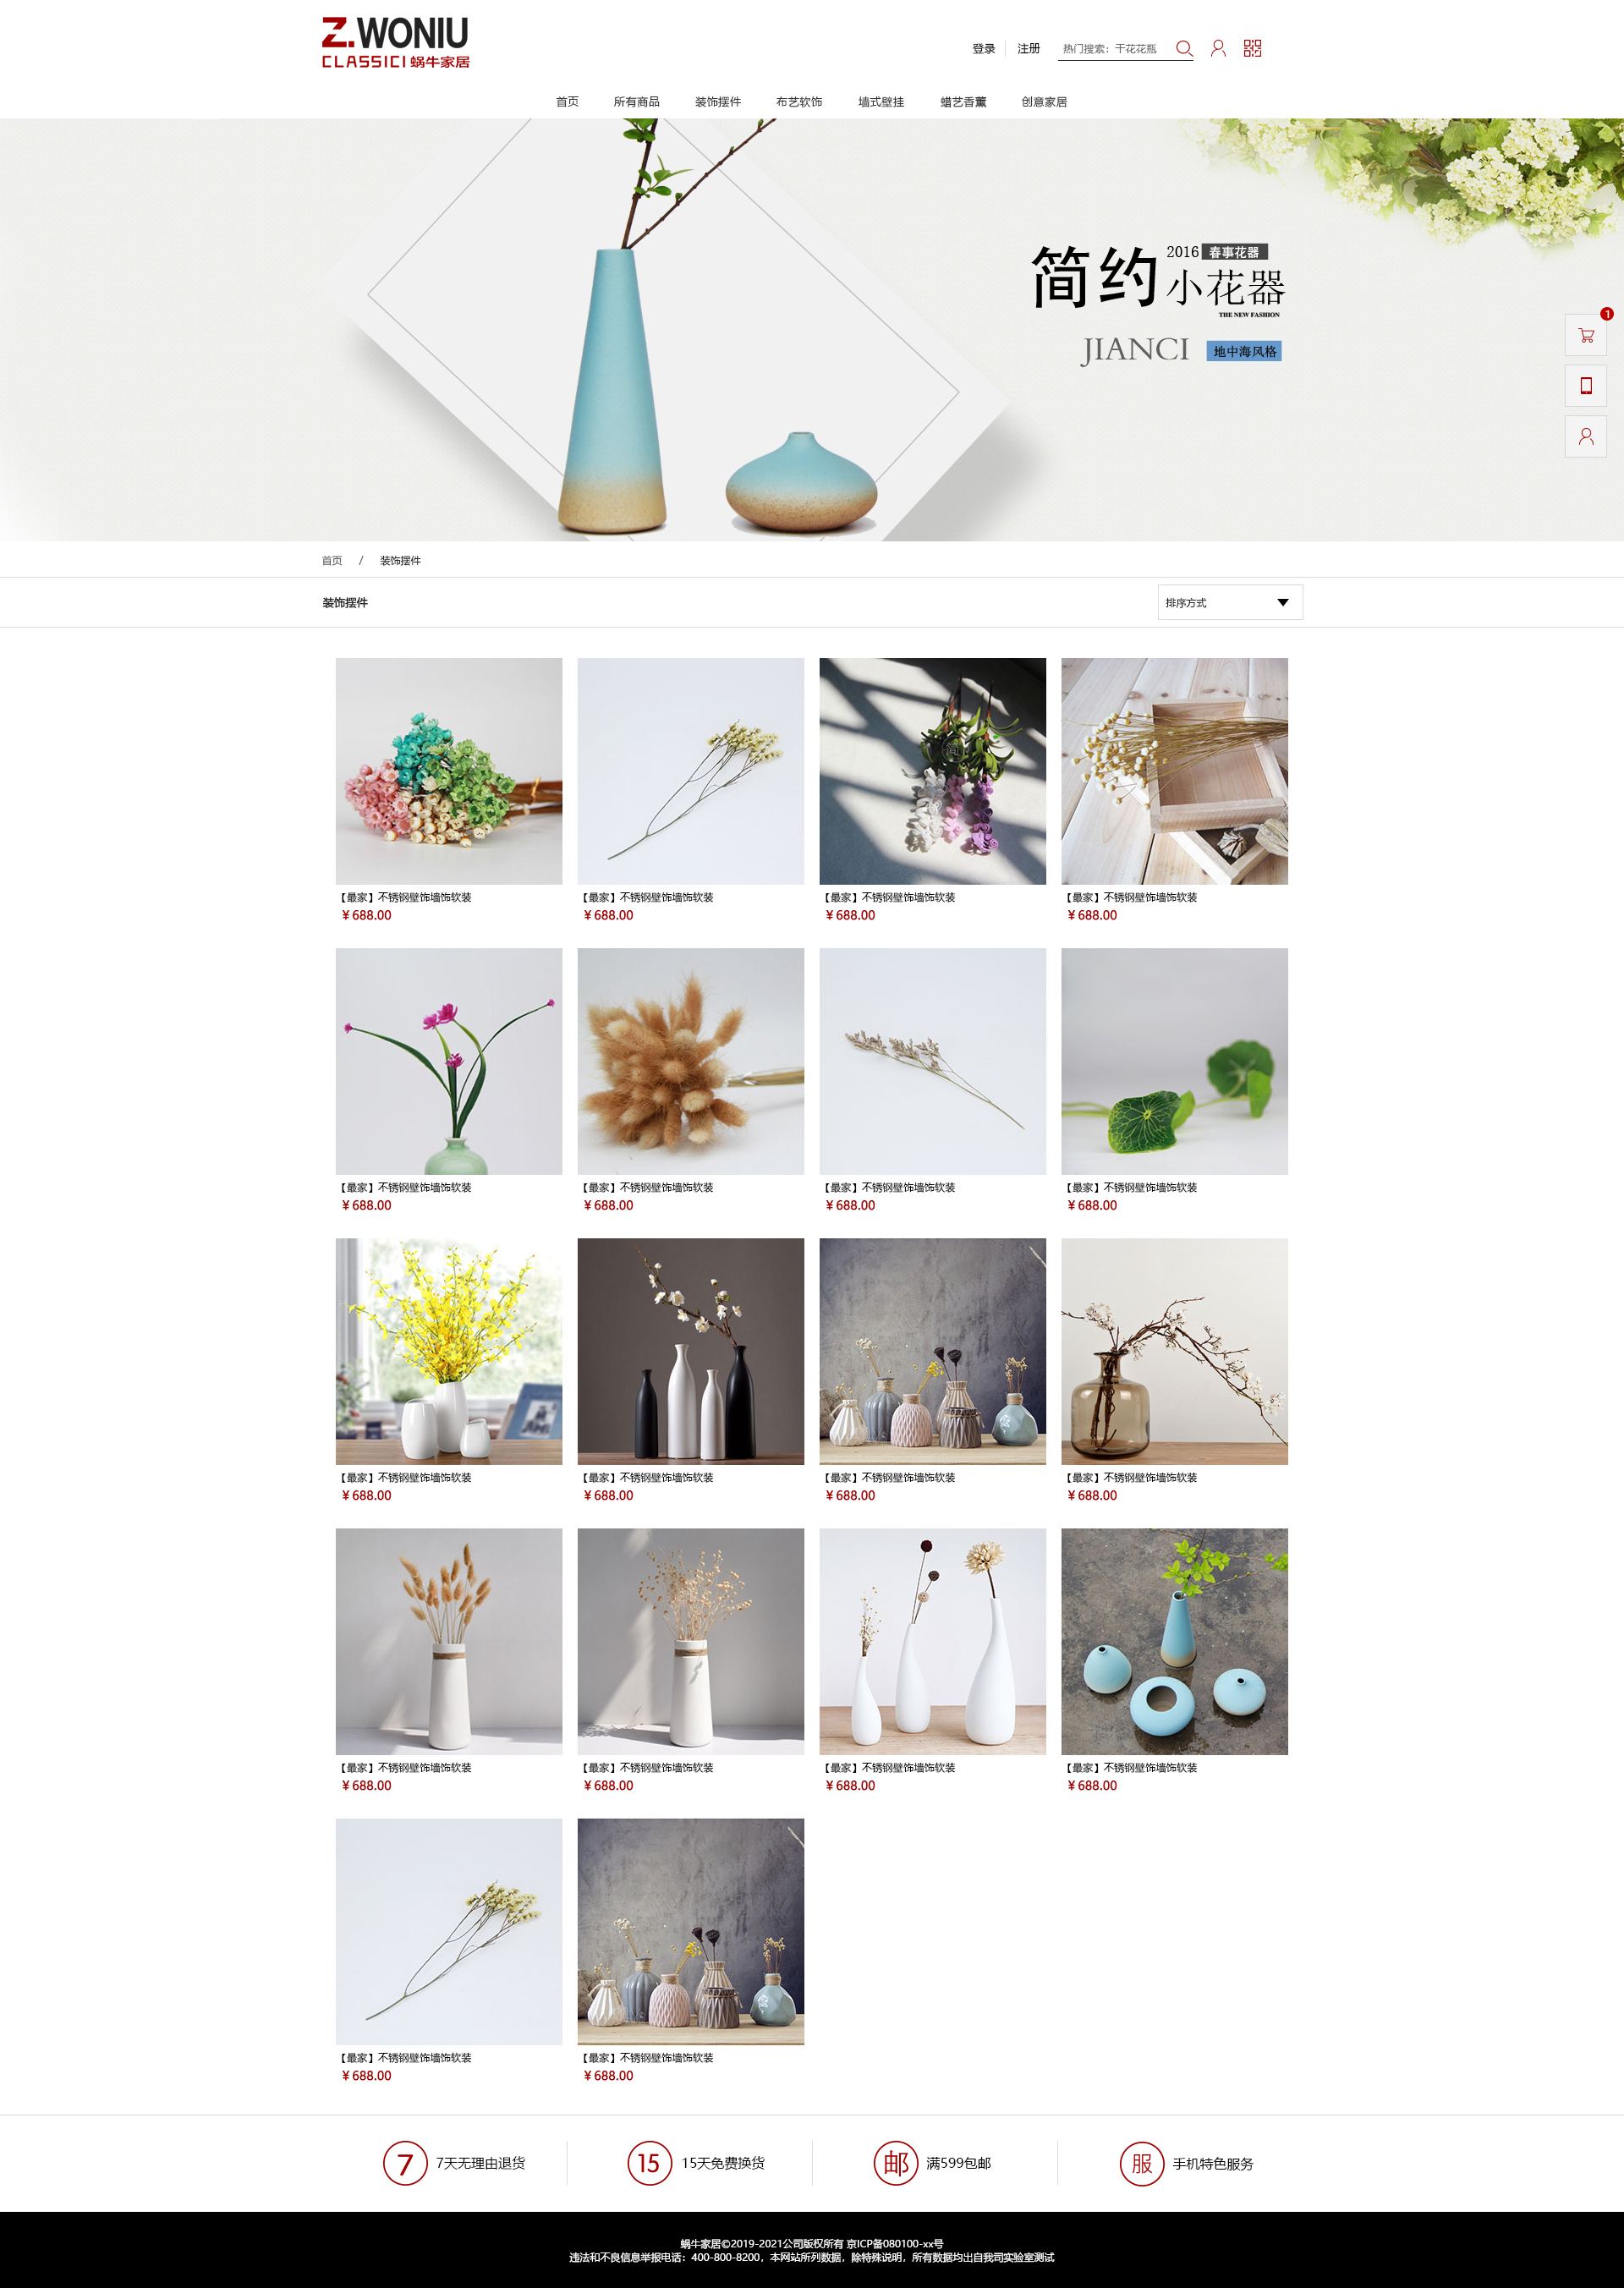 Z.WONIU
CLASSICI 蜗牛家居
登录 注册 热门搜索：干花花瓶
首页 所有商品 装饰摆件 布艺软饰 墙式壁挂 蜡艺香薰 创意家居
简约
2016 春事花器
小花器
THE NEW FASHION
JIANCI 地中海风格
1
首页 / 装饰摆件
装饰摆件 排序方式
【最家】不锈钢壁饰墙饰软装 【最家】不锈钢壁饰墙饰软装 【最家】不锈钢壁饰墙饰软装 【最家】不锈钢壁饰墙饰软装
￥688.00 ￥688.00 ￥688.00 ￥688.00
【最家】不锈钢壁饰墙饰软装 【最家】不锈钢壁饰墙饰软装 【最家】不锈钢壁饰墙饰软装 【最家】不锈钢壁饰墙饰软装
￥688.00 ￥688.00 ￥688.00 ￥688.00
【最家】不锈钢壁饰墙饰软装 【最家】不锈钢壁饰墙饰软装 【最家】不锈钢壁饰墙饰软装 【最家】不锈钢壁饰墙饰软装
￥688.00 ￥688.00 ￥688.00 ￥688.00
【最家】不锈钢壁饰墙饰软装 【最家】不锈钢壁饰墙饰软装 【最家】不锈钢壁饰墙饰软装 【最家】不锈钢壁饰墙饰软装
￥688.00 ￥688.00 ￥688.00 ￥688.00
【最家】不锈钢壁饰墙饰软装 【最家】不锈钢壁饰墙饰软装
￥688.00 ￥688.00
7 7天无理由退货 15 15天免费换货 邮 满599包邮 服 手机特色服务
蜗牛家居©2019-2021公司版权所有 京ICP备080100-xx号
违法和不良信息举报电话：400-800-8200，本网站所列数据，除特殊说明，所有数据均出自我司实验室测试